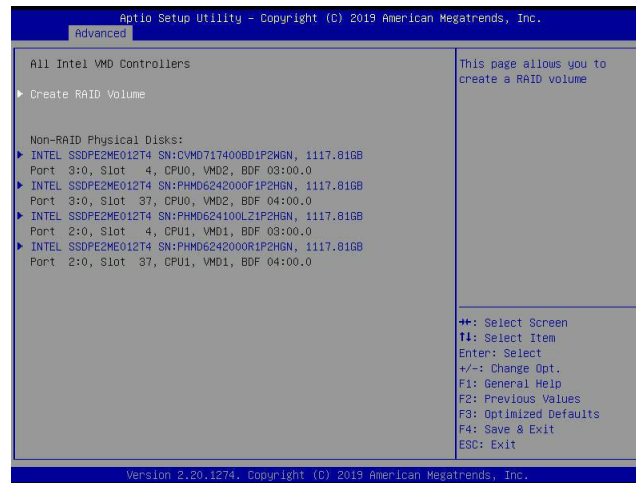 Aptio Setup Utility – Copyright (C) 2019 American Megatrends, Inc.
Advanced
All Intel VMD Controllers
Create RAID Volume
Non-RAID Physical Disks:
INTEL SSDPE2ME012T4 SN:CVMD717400BD1P2WGN, 1117.81GB
Port 3:0, Slot 4, CPU0, VMD2, BDF 03:00.0
INTEL SSDPE2ME012T4 SN:PHMD6242000F1P2HGN, 1117.81GB
Port 3:0, Slot 37, CPU0, VMD2, BDF 04:00.0
INTEL SSDPE2ME012T4 SN:PHMD624100LZ1P2HGN, 1117.81GB
Port 2:0, Slot 4, CPU1, VMD1, BDF 03:00.0
INTEL SSDPE2ME012T4 SN:PHMD6242000R1P2HGN, 1117.81GB
Port 2:0, Slot 37, CPU1, VMD1, BDF 04:00.0
This page allows you to
create a RAID volume
→←: Select Screen
↑↓: Select Item
Enter: Select
+/-: Change Opt.
F1: General Help
F2: Previous Values
F3: Optimized Defaults
F4: Save & Exit
ESC: Exit
Version 2.20.1274. Copyright (C) 2019 American Megatrends, Inc.